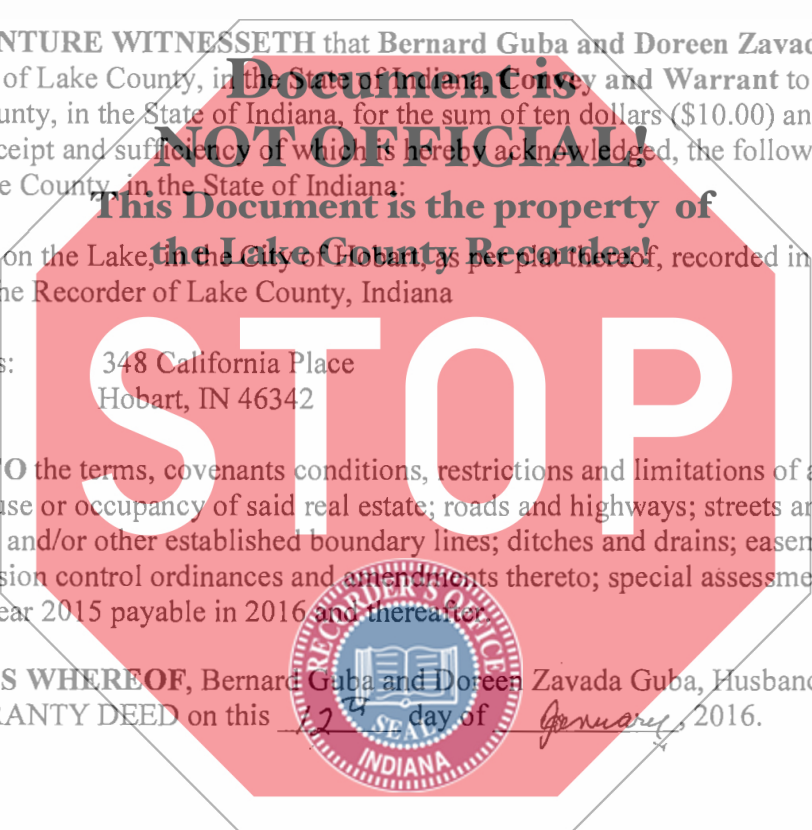 NTURE WITNESSETH that Bernard Guba and Doreen Zavad
of Lake County, in the State of Indiana, Convey and Warrant to
Document is
unty, in the State of Indiana, for the sum of ten dollars ($10.00) an
NOT OFFICIAL!
ceipt and sufficiency of which is hereby acknowledged, the follow
e County, in the State of Indiana:
This Document is the property of
the Lake County Recorder!
on the Lake, in the City of Hobart, as per plat thereof, recorded in
he Recorder of Lake County, Indiana
STOP
s: 348 California Place
Hobart, IN 46342
O the terms, covenants conditions, restrictions and limitations of a
use or occupancy of said real estate; roads and highways; streets an
and/or other established boundary lines; ditches and drains; easem
sion control ordinances and amendments thereto; special assessme
ear 2015 payable in 2016 and thereafter.
RECORDER'S OFFICE
S WHEREOF, Bernard Guba and Doreen Zavada Guba, Husband
RANTY DEED on this 12th day of January, 2016.
SEAL
INDIANA